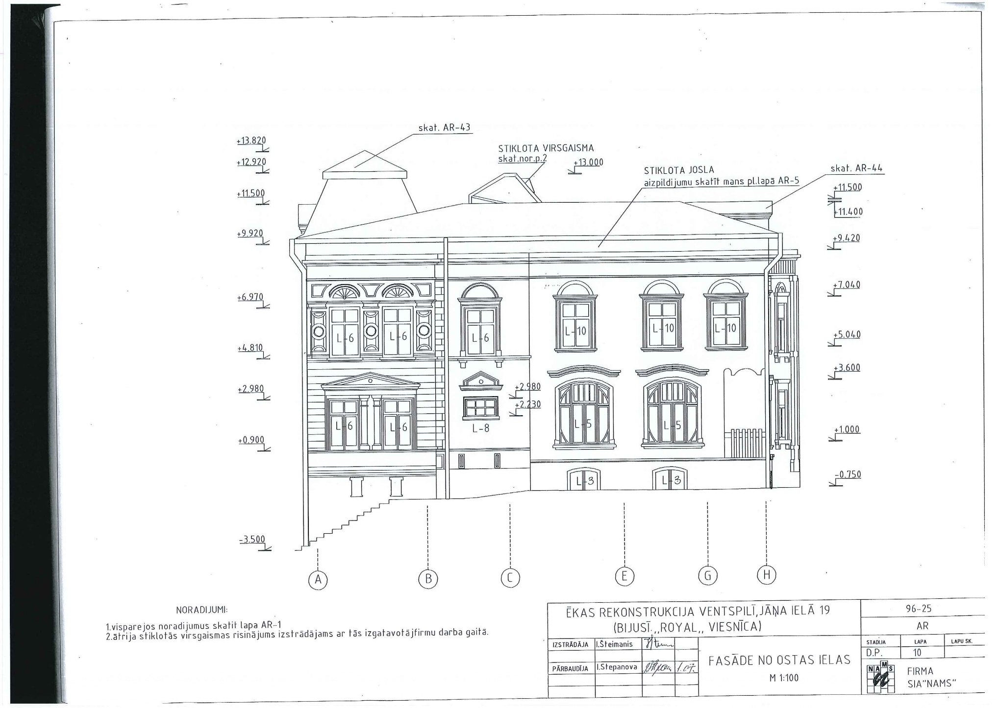 skat. AR-43
+13.820
STIKLOTA VIRSGAISMA
skat.nor.p.2
+12.920
+13.000
STIKLOTA JOSLA
aizpildijumu skatīt mans pl.lapā AR-5
skat. AR-44
+11.500
+11.500
+11.400
+9.920
+9.420
+7.040
+6.970
L-6
L-6
L-6
L-10
L-10
L-10
+5.040
+4.810
+3.600
+2.980
+2.980
+2.230
L-6
L-6
L-8
L-5
L-5
+1.000
+0.900
-0.750
L-3
L-3
-3.500
A
B
C
E
G
H
NORADIJUMI:
1.visparejos noradijumus skatit lapa AR-1
2.ātrija stiklotās virsgaismas risinājums izstrādājams ar tās izgatavotājfirmu darba gaitā.
ĒKAS REKONSTRUKCIJA VENTSPILĪ,JĀŅA IELĀ 19
(BIJUSĪ.,,ROYAL,, VIESNĪCA)
96-25
AR
IZSTRĀDĀJA I.Šteimanis
PĀRBAUDĪJA I.Stepanova
FASĀDE NO OSTAS IELAS
M 1:100
STADIJA LAPA LAPU SK.
D.P. 10
NAMS
FIRMA
SIA"NAMS"